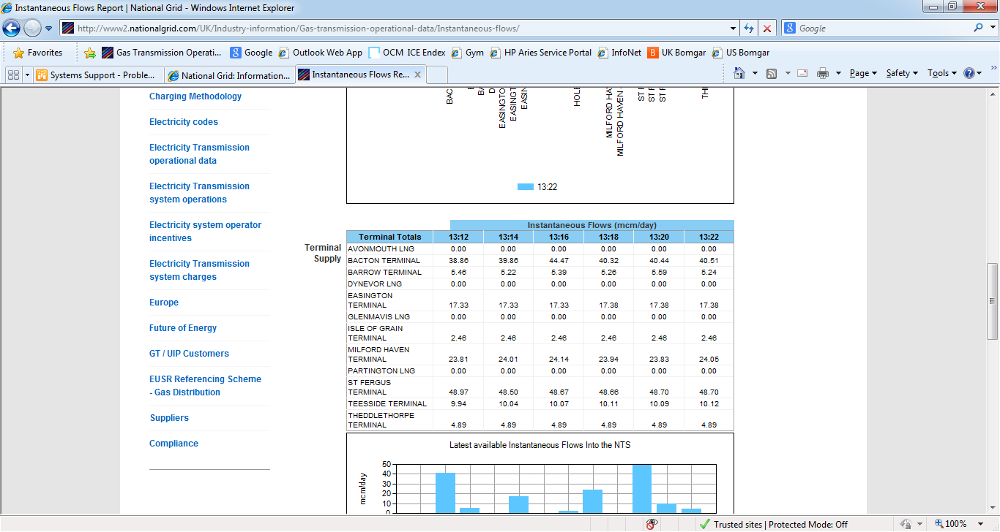 Instantaneous Flows Report | National Grid - Windows Internet Explorer
http://www2.nationalgrid.com/UK/Industry-information/Gas-transmission-operational-data/Instantaneous-flows/
Google
Favorites
Gas Transmission Operati... Google Outlook Web App OCM ICE Endex Gym HP Aries Service Portal InfoNet UK Bomgar US Bomgar
Systems Support - Proble... National Grid: Information... Instantaneous Flows Re...
Page Safety Tools
Charging Methodology
Electricity codes
Electricity Transmission
operational data
Electricity Transmission
system operations
Electricity system operator
incentives
Electricity Transmission
system charges
Europe
Future of Energy
GT / UIP Customers
EUSR Referencing Scheme
- Gas Distribution
Suppliers
Compliance
BAC
EASINGTO
EASINGT
EASIN
HOLE
MILFORD HA
MILFORD HAVEN
ST F
ST F
ST F
13:22
Terminal
Supply
Instantaneous Flows (mcm/day)
Terminal Totals 13:12 13:14 13:16 13:18 13:20 13:22
AVONMOUTH LNG 0.00 0.00 0.00 0.00 0.00 0.00
BACTON TERMINAL 38.86 39.86 44.47 40.32 40.44 40.51
BARROW TERMINAL 5.46 5.22 5.39 5.26 5.59 5.24
DYNEVOR LNG 0.00 0.00 0.00 0.00 0.00 0.00
EASINGTON
TERMINAL 17.33 17.33 17.33 17.38 17.38 17.38
GLENMAVIS LNG 0.00 0.00 0.00 0.00 0.00 0.00
ISLE OF GRAIN
TERMINAL 2.46 2.46 2.46 2.46 2.46 2.46
MILFORD HAVEN
TERMINAL 23.81 24.01 24.14 23.94 23.83 24.05
PARTINGTON LNG 0.00 0.00 0.00 0.00 0.00 0.00
ST FERGUS
TERMINAL 48.97 48.50 48.67 48.66 48.70 48.70
TEESSIDE TERMINAL 9.94 10.04 10.07 10.11 10.09 10.12
THEDDLETHORPE
TERMINAL 4.89 4.89 4.89 4.89 4.89 4.89
Latest available Instantaneous Flows Into the NTS
mcm/day
50
40
30
20
10
0
Trusted sites | Protected Mode: Off
100%